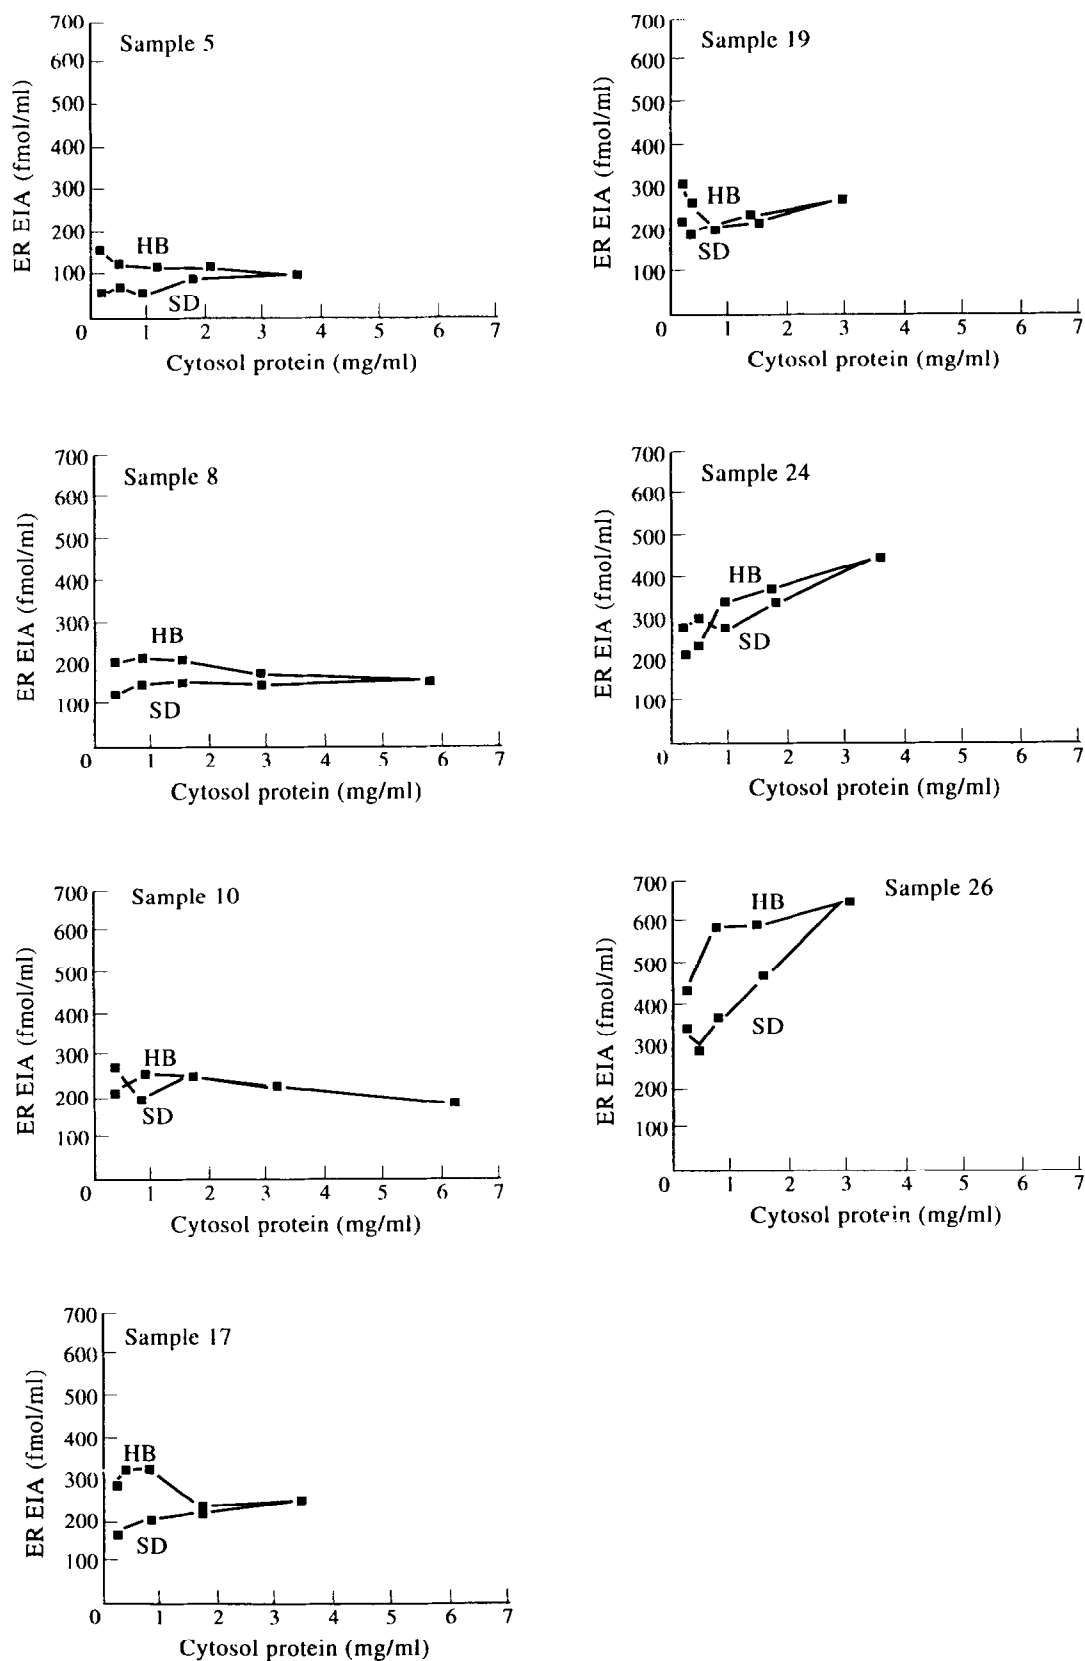 700
Sample 5
600
500
400
300
200
100
HB
SD
ER EIA (fmol/ml)
0 1 2 3 4 5 6 7
Cytosol protein (mg/ml)
700
Sample 19
600
500
400
300
200
100
HB
SD
ER EIA (fmol/ml)
0 1 2 3 4 5 6 7
Cytosol protein (mg/ml)
700
Sample 8
600
500
400
300
200
100
HB
SD
ER EIA (fmol/ml)
0 1 2 3 4 5 6 7
Cytosol protein (mg/ml)
700
Sample 24
600
500
400
300
200
100
HB
SD
ER EIA (fmol/ml)
0 1 2 3 4 5 6 7
Cytosol protein (mg/ml)
700
Sample 10
600
500
400
300
200
100
HB
SD
ER EIA (fmol/ml)
0 1 2 3 4 5 6 7
Cytosol protein (mg/ml)
700
Sample 26
600
500
400
300
200
100
HB
SD
ER EIA (fmol/ml)
0 1 2 3 4 5 6 7
Cytosol protein (mg/ml)
700
Sample 17
600
500
400
300
200
100
HB
SD
ER EIA (fmol/ml)
0 1 2 3 4 5 6 7
Cytosol protein (mg/ml)